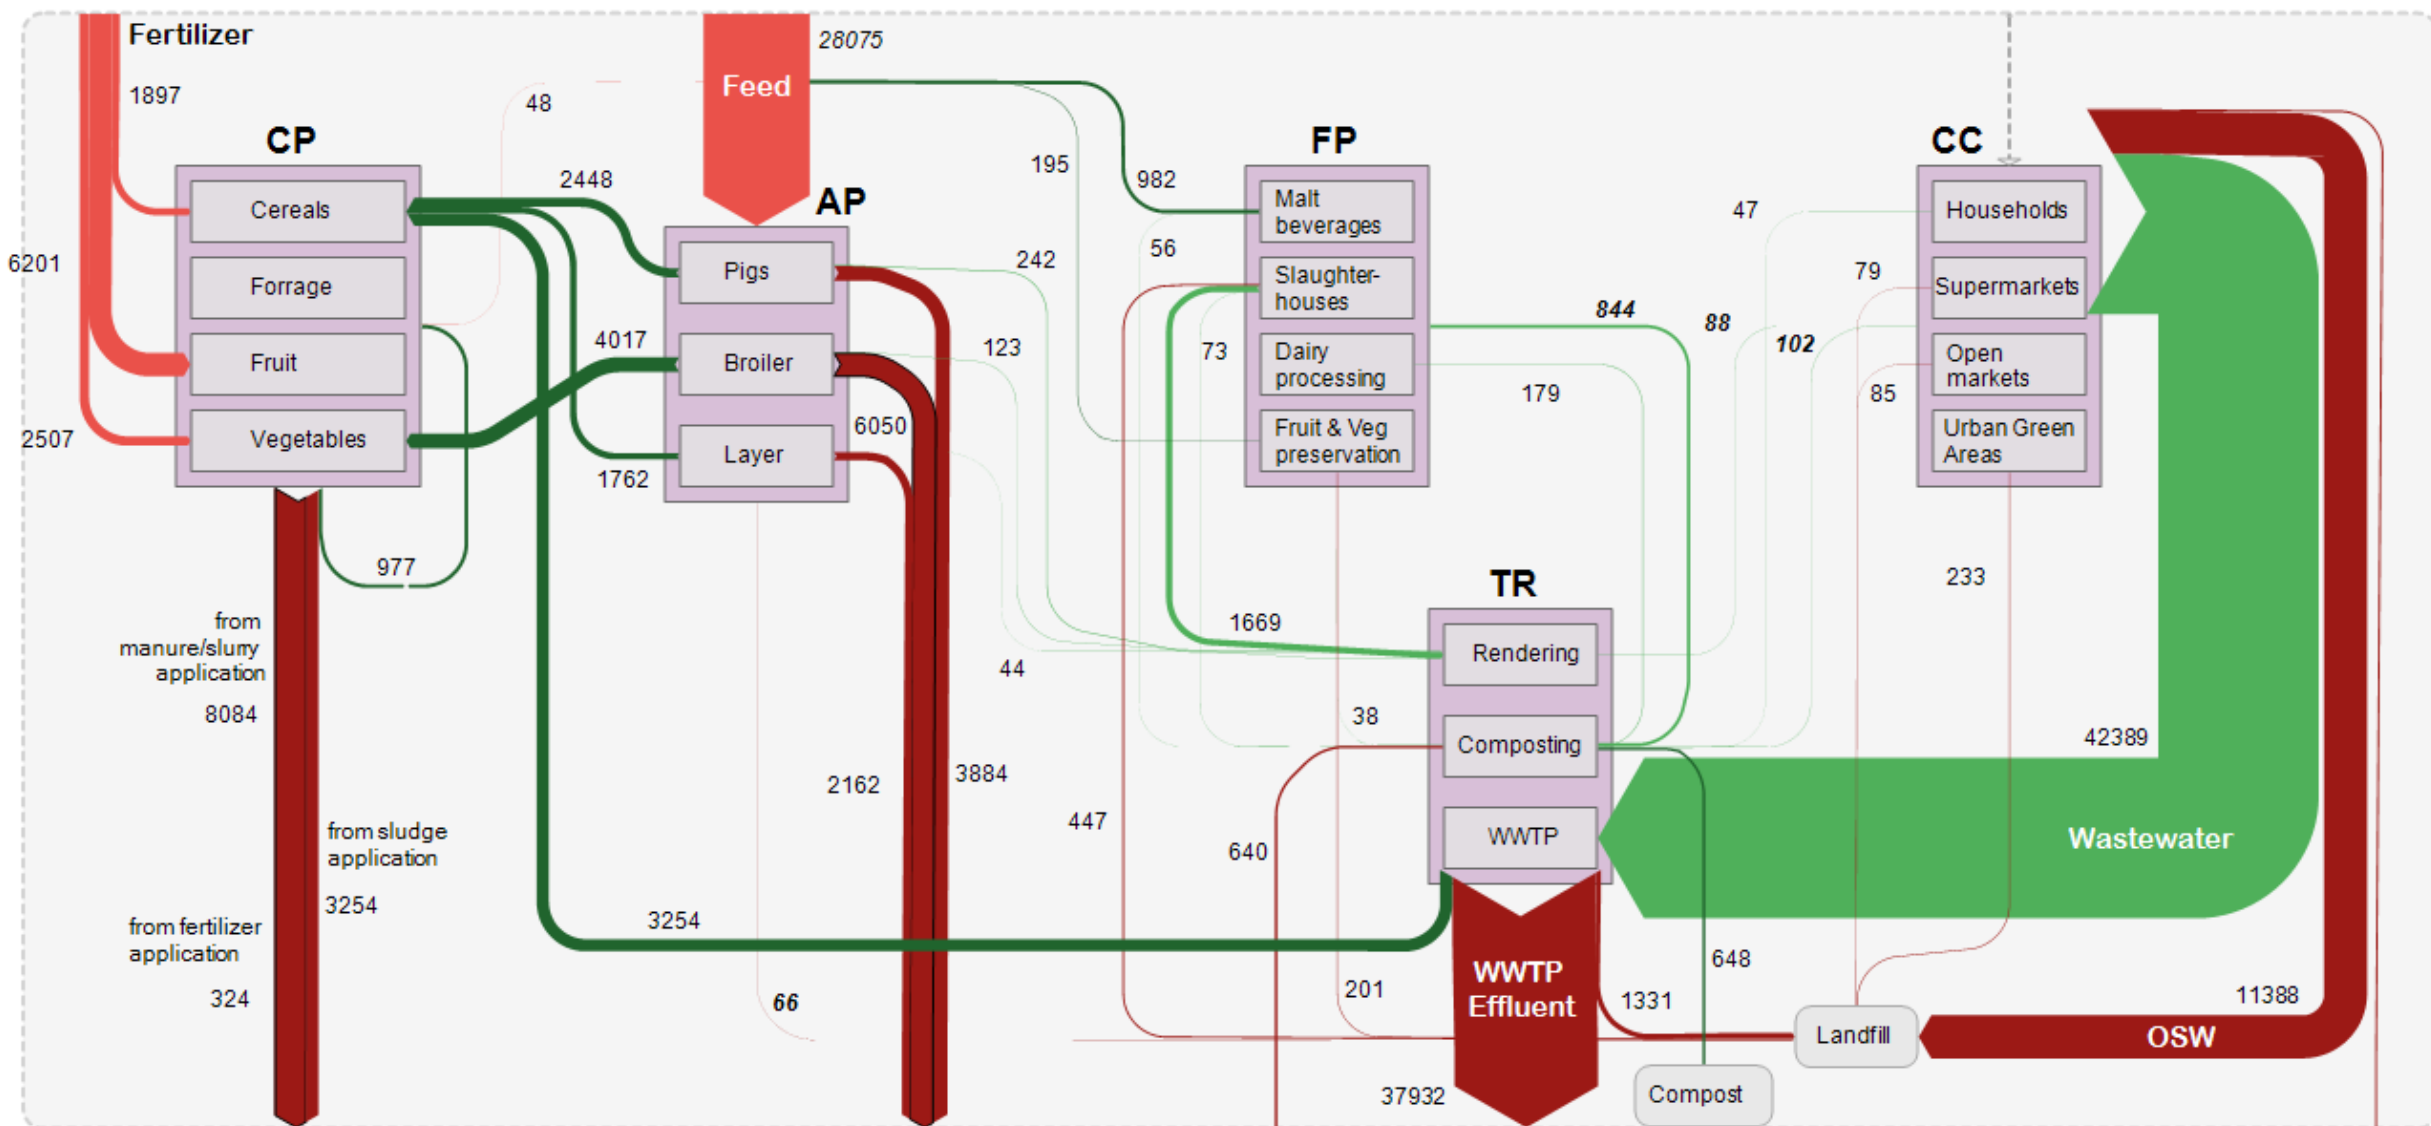 Fertilizer
28075
Feed
1897
48
CP
195
982
FP
CC
2448
AP
Cereals
Malt
beverages
47
Households
6201
242
56
Pigs
Slaughter-
houses
79
Supermarkets
Forrage
844
88
102
4017
123
73
Fruit
Broiler
Dairy
processing
179
Open
markets
85
2507
Vegetables
6050
Layer
1762
Fruit & Veg
preservation
Urban Green
Areas
977
TR
233
from
manure/slurry
application
8084
1669
44
Rendering
38
Composting
42389
2162
3884
447
640
WWTP
Wastewater
from sludge
application
3254
from fertilizer
application
324
3254
66
201
WWTP
Effluent
1331
648
11388
Landfill
OSW
37932
Compost